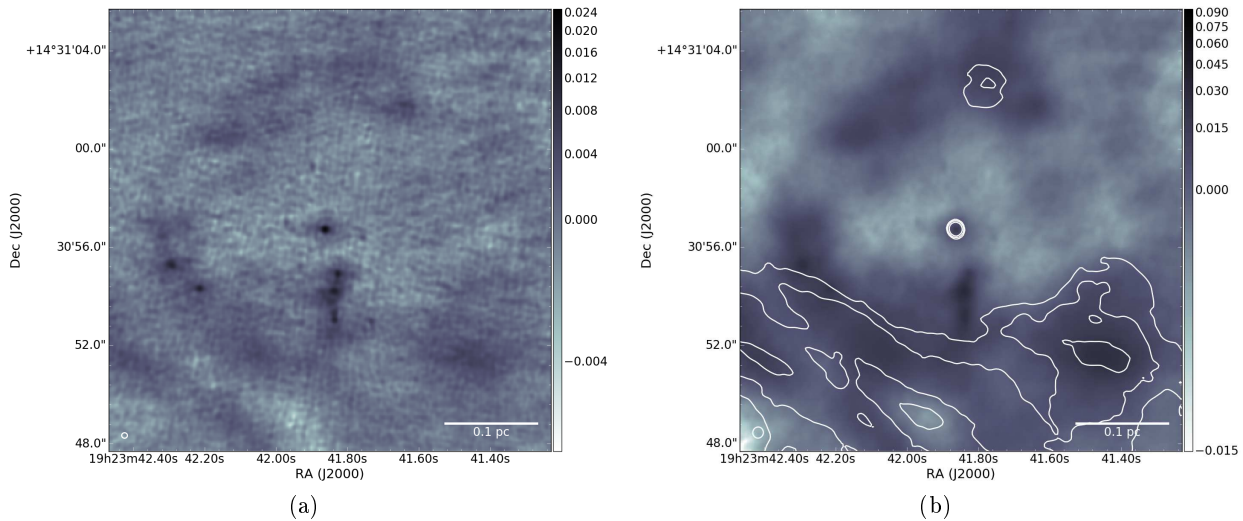 0.024
0.020
0.016
0.012
0.008
0.004
0.000
−0.004
+14°31'04.0"
00.0"
30'56.0"
52.0"
48.0"
Dec (J2000)
0.1 pc
19h23m42.40s 42.20s 42.00s 41.80s 41.60s 41.40s
RA (J2000)
(a)
0.090
0.075
0.060
0.045
0.030
0.015
0.000
−0.015
+14°31'04.0"
00.0"
30'56.0"
52.0"
48.0"
Dec (J2000)
0.1 pc
19h23m42.40s 42.20s 42.00s 41.80s 41.60s 41.40s
RA (J2000)
(b)